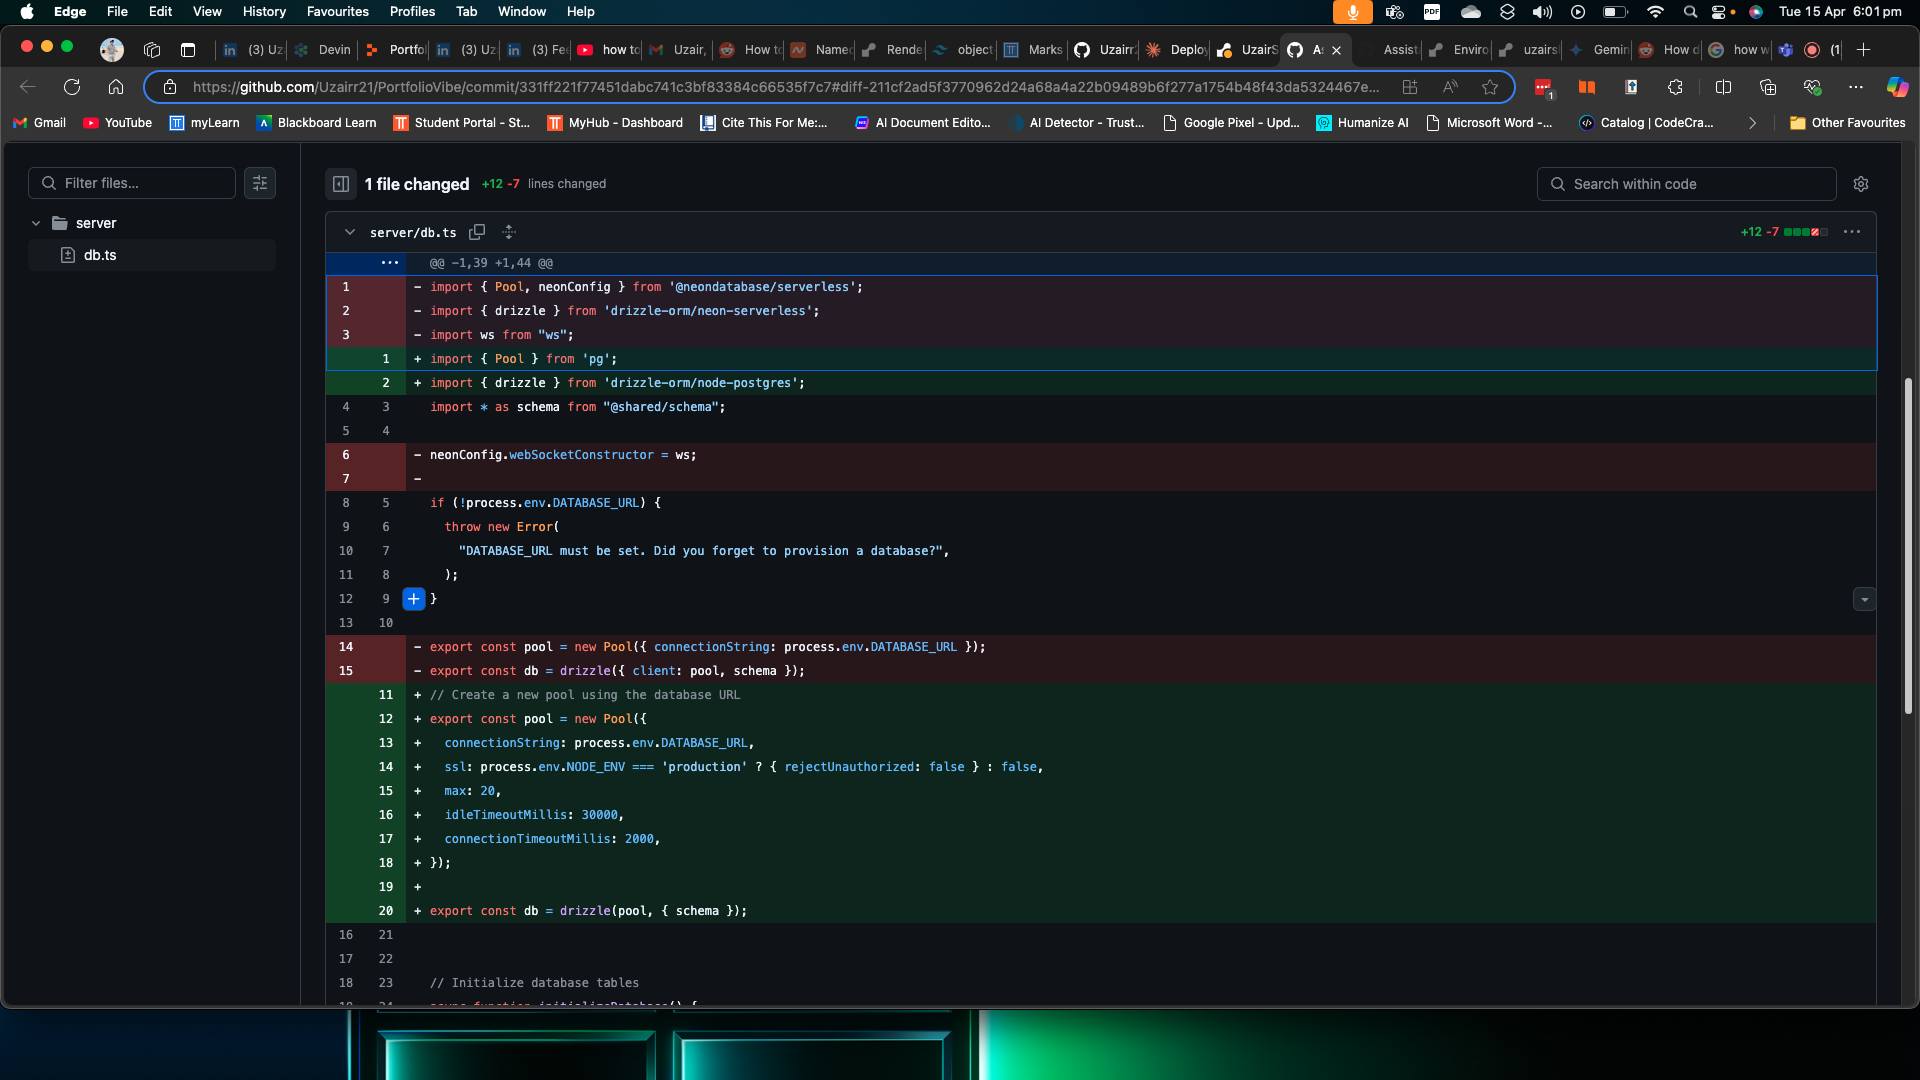 Edge File Edit View History Favourites Profiles Tab Window Help PDF Tue 15 Apr 6:01 pm
(3) Uz Devin Portfo (3) Uz (3) Fee how to Uzair, How to Name Rende object Marks Uzairr Deploy UzairS As Assist Enviro uzairs Gemin How d how w (1
https://github.com/Uzairr21/PortfolioVibe/commit/331ff221f77451dabc741c3bf83384c66535f7c7#diff-211cf2ad5f3770962d24a68a4a22b09489b6f277a1754b48f43da5324467e... 1
Gmail YouTube myLearn Blackboard Learn Student Portal - St... MyHub - Dashboard Cite This For Me:... AI Document Edito... AI Detector - Trust... Google Pixel - Upd... Humanize AI Microsoft Word -... Catalog | CodeCra... Other Favourites
Filter files...
1 file changed +12 -7 lines changed
Search within code
server
db.ts
server/db.ts +12 -7
@@ -1,39 +1,44 @@
1 - import { Pool, neonConfig } from '@neondatabase/serverless';
2 - import { drizzle } from 'drizzle-orm/neon-serverless';
3 - import ws from "ws";
1 + import { Pool } from 'pg';
2 + import { drizzle } from 'drizzle-orm/node-postgres';
4 3 import * as schema from "@shared/schema";
5 4
6 - neonConfig.webSocketConstructor = ws;
7 -
8 5 if (!process.env.DATABASE_URL) {
9 6 throw new Error(
10 7 "DATABASE_URL must be set. Did you forget to provision a database?",
11 8 );
12 9 }
13 10
14 - export const pool = new Pool({ connectionString: process.env.DATABASE_URL });
15 - export const db = drizzle({ client: pool, schema });
11 + // Create a new pool using the database URL
12 + export const pool = new Pool({
13 + connectionString: process.env.DATABASE_URL,
14 + ssl: process.env.NODE_ENV === 'production' ? { rejectUnauthorized: false } : false,
15 + max: 20,
16 + idleTimeoutMillis: 30000,
17 + connectionTimeoutMillis: 2000,
18 + });
19 +
20 + export const db = drizzle(pool, { schema });
16 21
17 22
18 23 // Initialize database tables
19 24 async function initializeDatabase() {